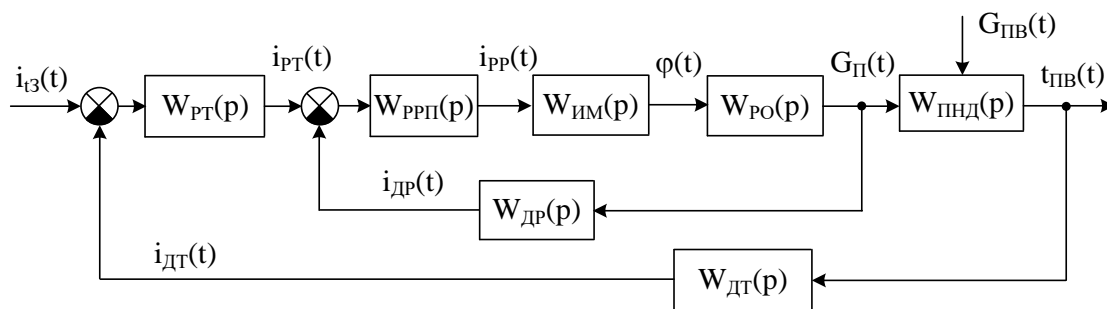 G_ПВ(t)
i_tЗ(t)
i_РТ(t)
i_РР(t)
φ(t)
G_П(t)
t_ПВ(t)
W_РТ(p)
W_РРП(p)
W_ИМ(p)
W_РО(p)
W_ПНД(p)
i_ДР(t)
W_ДР(p)
i_ДТ(t)
W_ДТ(p)